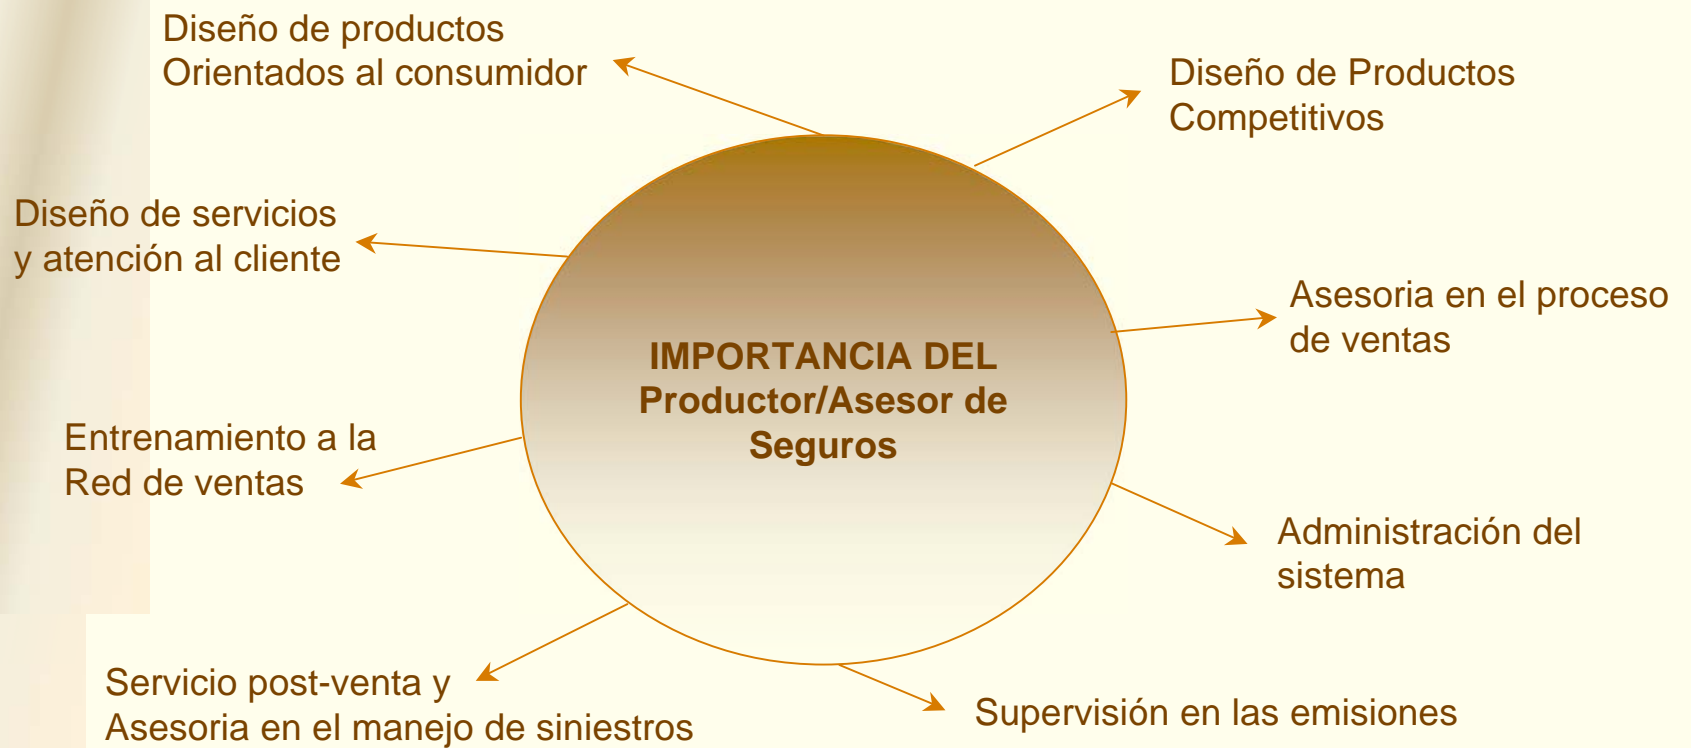 Diseño de productos
Orientados al consumidor
Diseño de Productos
Competitivos
Diseño de servicios
y atención al cliente
Asesoria en el proceso
de ventas
IMPORTANCIA DEL
Productor/Asesor de
Seguros
Entrenamiento a la
Red de ventas
Administración del
sistema
Servicio post-venta y
Asesoria en el manejo de siniestros
Supervisión en las emisiones